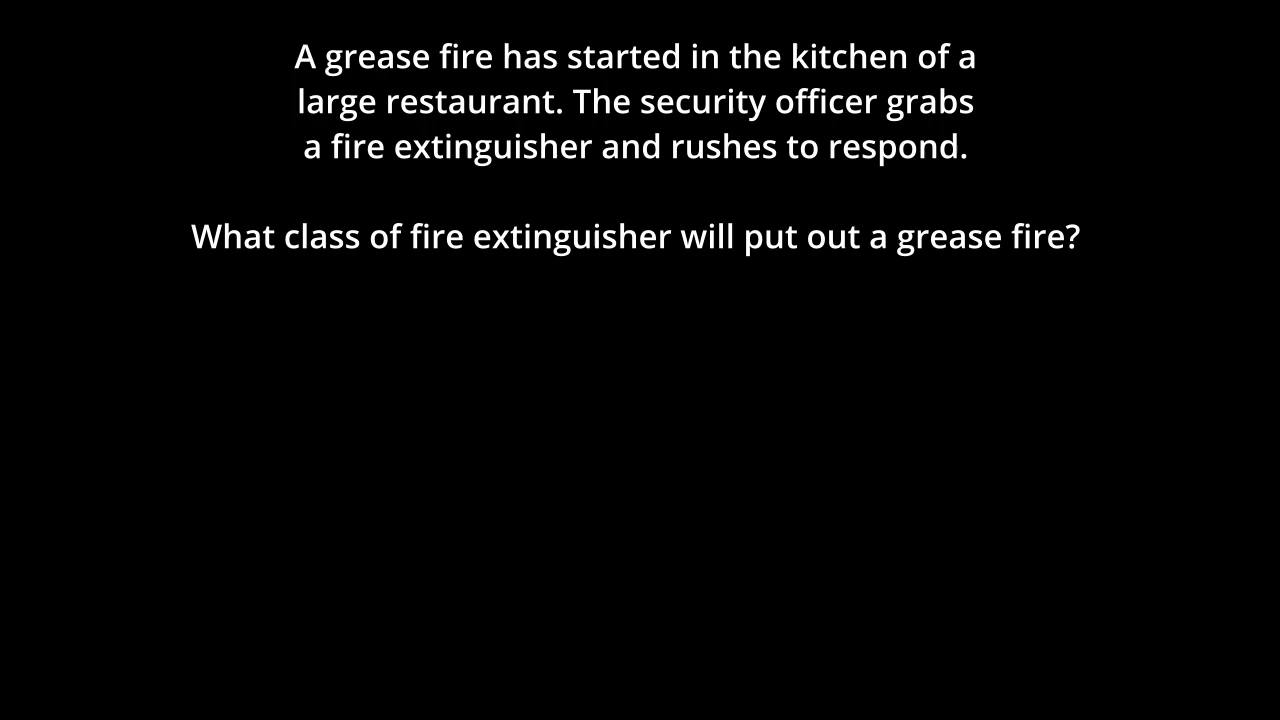 A grease fire has started in the kitchen of a
large restaurant. The security officer grabs
a fire extinguisher and rushes to respond.
What class of fire extinguisher will put out a grease fire?